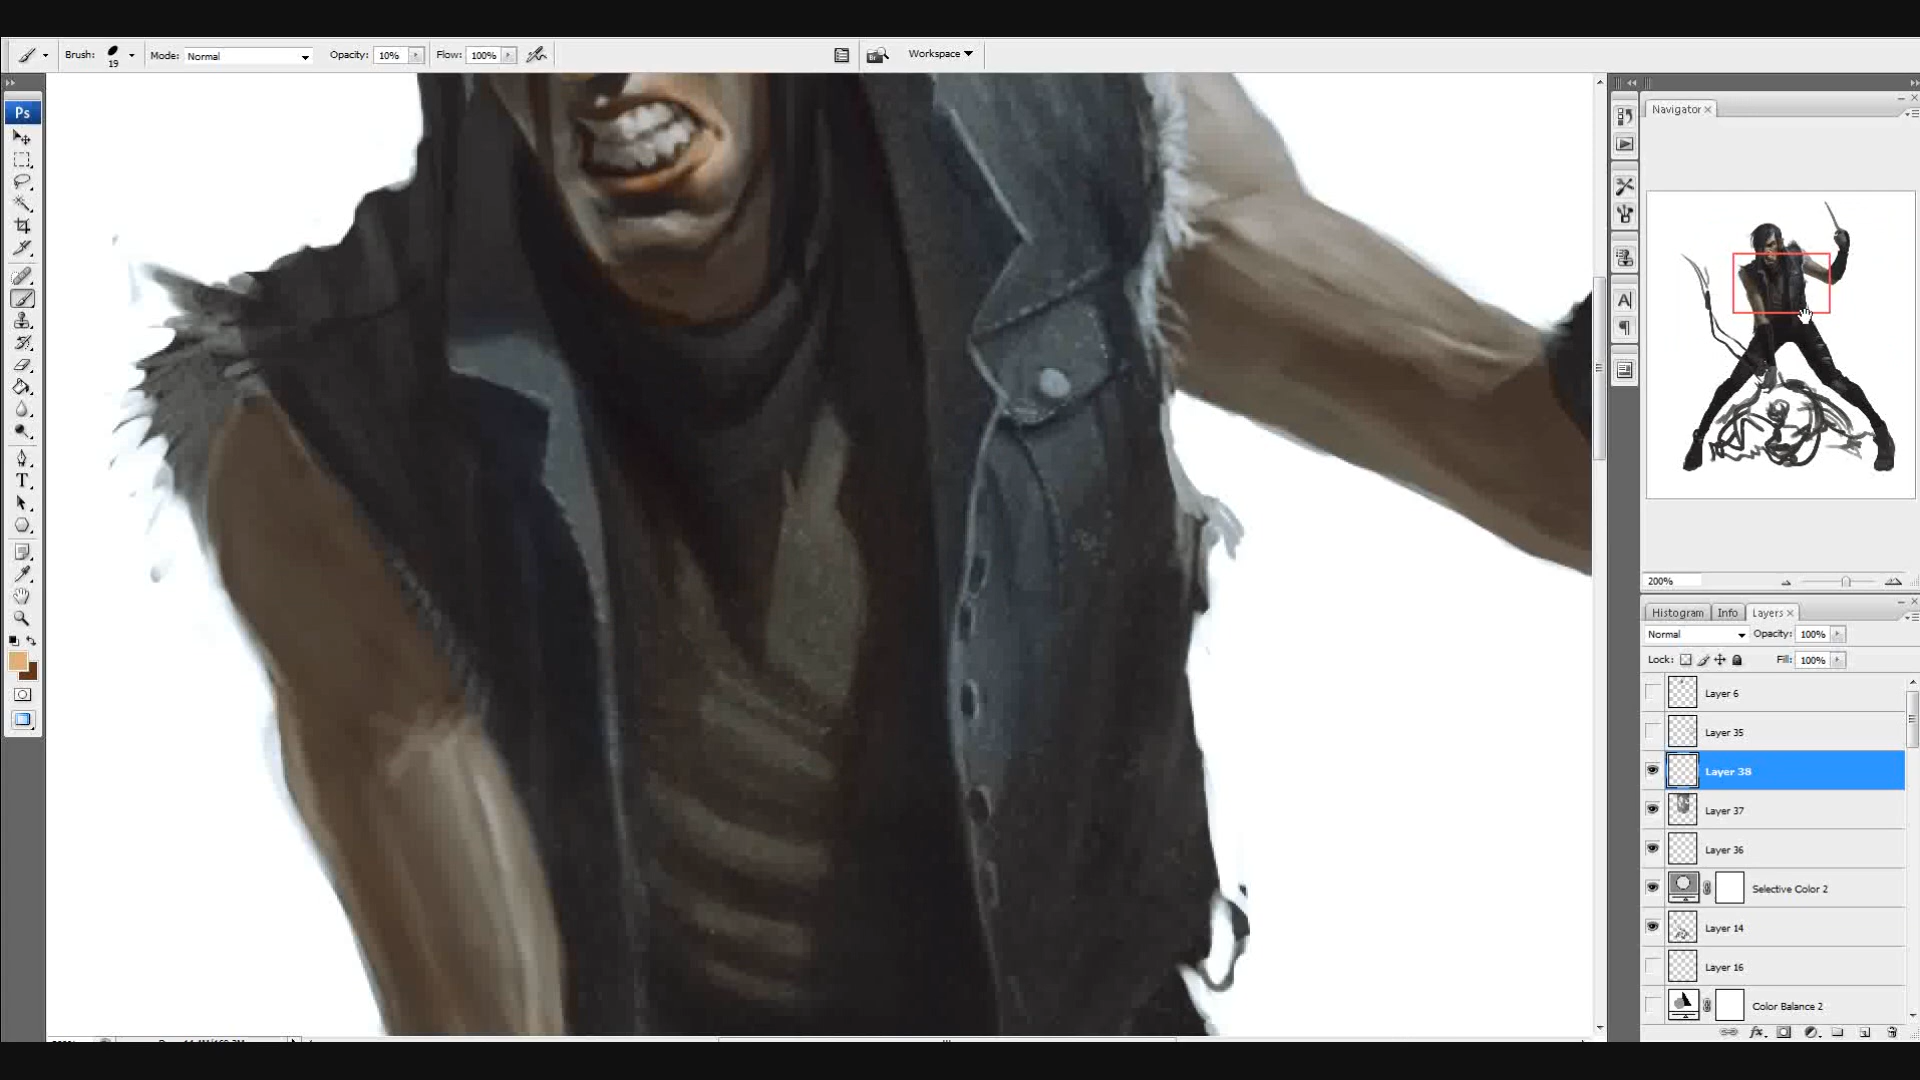 Brush: 19 Mode: Normal Opacity: 10% Flow: 100% Workspace
Ps
Navigator
200%
Histogram Info Layers
Normal Opacity: 100%
Lock: Fill: 100%
Layer 6
Layer 35
Layer 38
Layer 37
Layer 36
Selective Color 2
Layer 14
Layer 16
Color Balance 2
fx